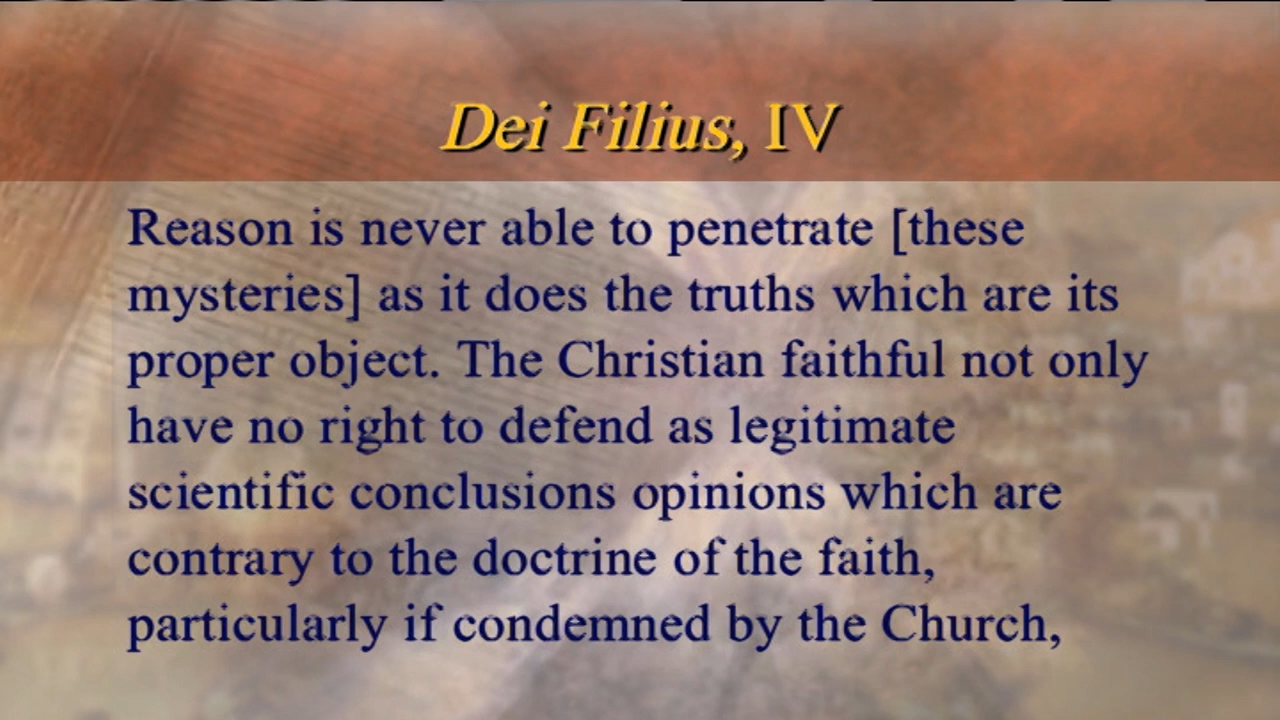 Dei Filius, IV
Reason is never able to penetrate [these
mysteries] as it does the truths which are its
proper object. The Christian faithful not only
have no right to defend as legitimate
scientific conclusions opinions which are
contrary to the doctrine of the faith,
particularly if condemned by the Church,